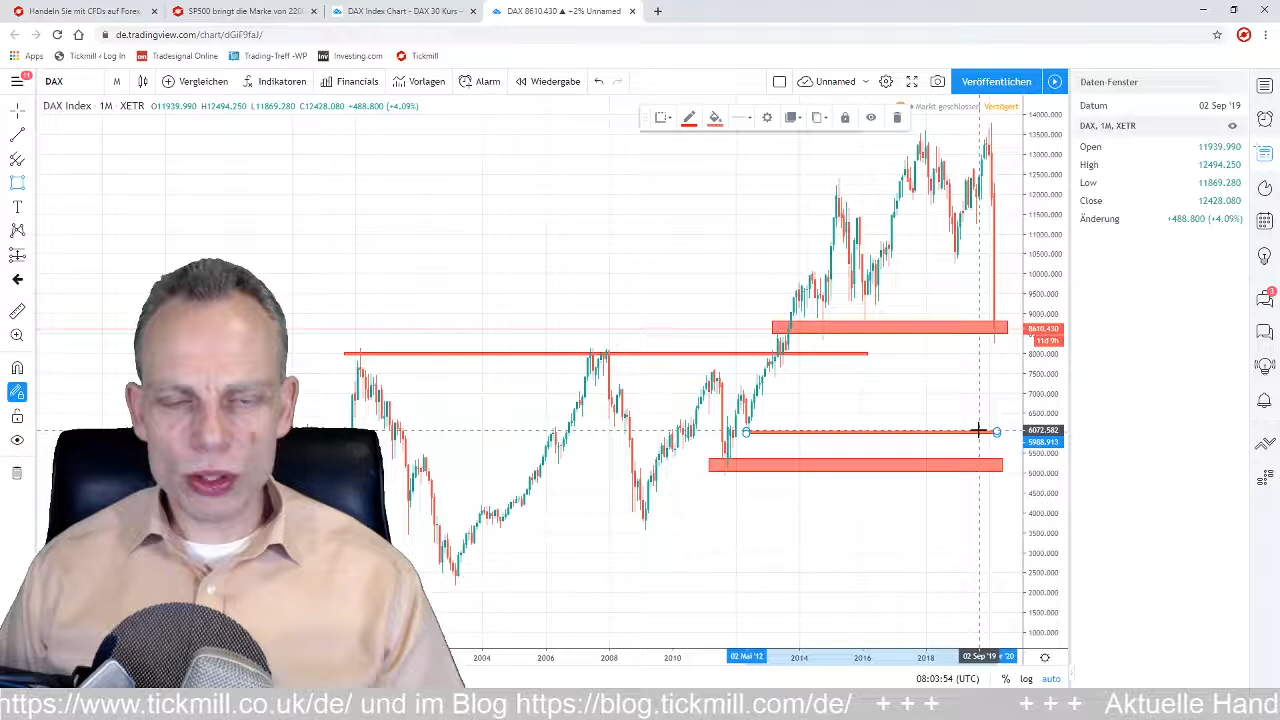 Handeln Sie mit CFDs auf Forex,
SP500 bringt die Marke von 220
DAX Index Chart – DAX 30 Kurs –
DAX 8610.430 ▲ +2% Unnamed
de.tradingview.com/chart/dGiF9faJ/
Apps
Tickmill / Login
Tradesignal Online
Trading-Treff -WP
Investing.com
Tickmill
11
DAX
M
Vergleichen
Indikatoren
Financials
Vorlagen
Alarm
Wiedergabe
Unnamed
Veröffentlichen
Daten-Fenster
DAX Index · 1M · XETR O11939.990 H12494.250 L11869.280 C12428.080 +488.800 (+4.09%)
Markt geschlossen
Verzögert
Datum 02 Sep '19
DAX, 1M, XETR
Open 11939.990
High 12494.250
Low 11869.280
Close 12428.080
Änderung +488.800 (+4.09%)
14000.000
13500.000
13000.000
12500.000
12000.000
11500.000
11000.000
10500.000
10000.000
9500.000
9000.000
8610.430
11d 9h
8000.000
7500.000
7000.000
6500.000
6072.582
5988.913
5500.000
5000.000
4500.000
4000.000
3500.000
3000.000
2500.000
2000.000
1500.000
1000.000
1
2004 2006 2008 2010 02 Mai '12 2014 2016 2018 02 Sep '19 '20
08:03:54 (UTC) % log auto
https://www.tickmill.co.uk/de/ und im Blog https://blog.tickmill.com/de/ +++ +++ Aktuelle Hand